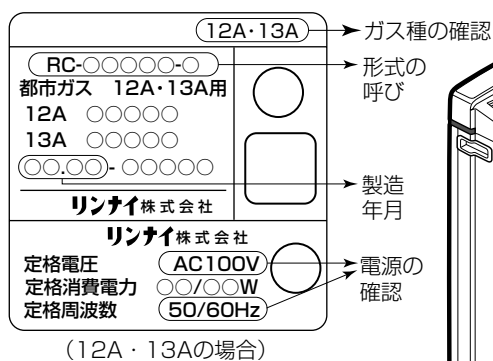 12A・13A
ガス種の確認
RC-○○○○○-○
形式の
呼び
都市ガス 12A・13A用
12A ○○○○○
13A ○○○○○
○○.○○-○○○○○
製造
年月
リンナイ株式会社
リンナイ株式会社
定格電圧 AC100V
電源の
確認
定格消費電力 ○○/○○W
定格周波数 50/60Hz
(12A・13Aの場合)